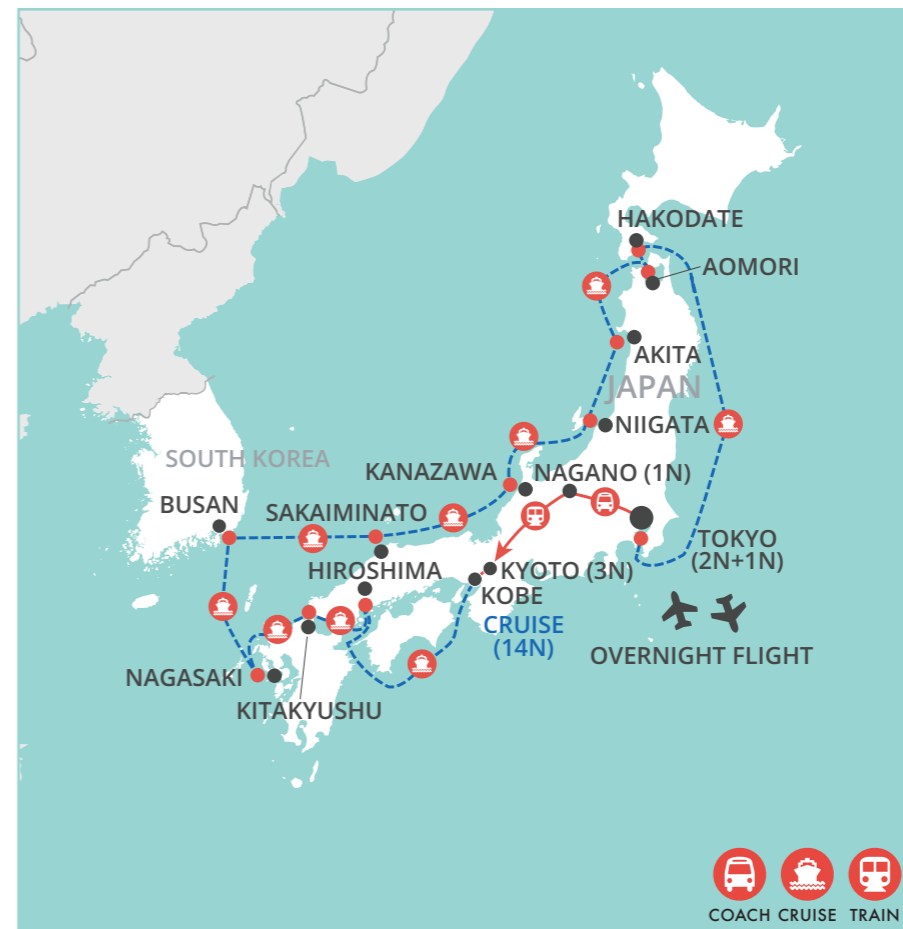 HAKODATE
AOMORI
AKITA
JAPAN
NIIGATA
SOUTH KOREA
KANAZAWA
NAGANO (1N)
BUSAN
SAKAIMINATO
TOKYO
(2N+1N)
HIROSHIMA
KYOTO (3N)
KOBE
CRUISE
(14N)
OVERNIGHT FLIGHT
NAGASAKI
KITAKYUSHU
COACH CRUISE TRAIN